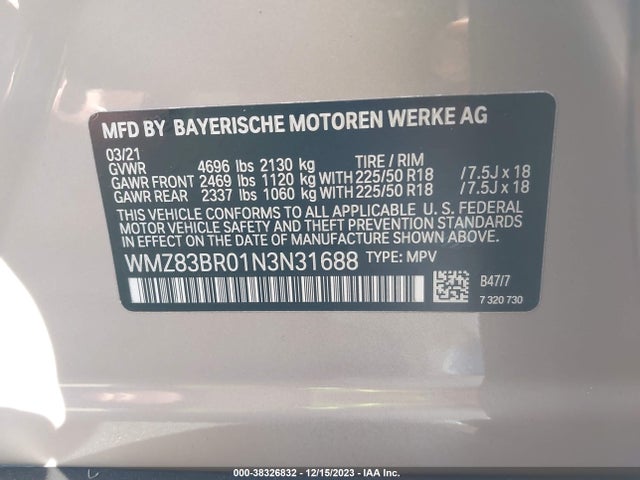 MFD BY BAYERISCHE MOTOREN WERKE AG
03/21
GVWR 4696 lbs 2130 kg TIRE / RIM
GAWR FRONT 2469 lbs 1120 kg WITH 225/50 R18 / 7.5J x 18
GAWR REAR 2337 lbs 1060 kg WITH 225/50 R18 / 7.5J x 18
THIS VEHICLE CONFORMS TO ALL APPLICABLE U. S. FEDERAL
MOTOR VEHICLE SAFETY AND THEFT PREVENTION STANDARDS
IN EFFECT ON THE DATE OF MANUFACTURE SHOWN ABOVE.
WMZ83BR01N3N31688 TYPE: MPV
B47/7
7 320 730
000-38326832 - 12/15/2023 - IAA Inc.